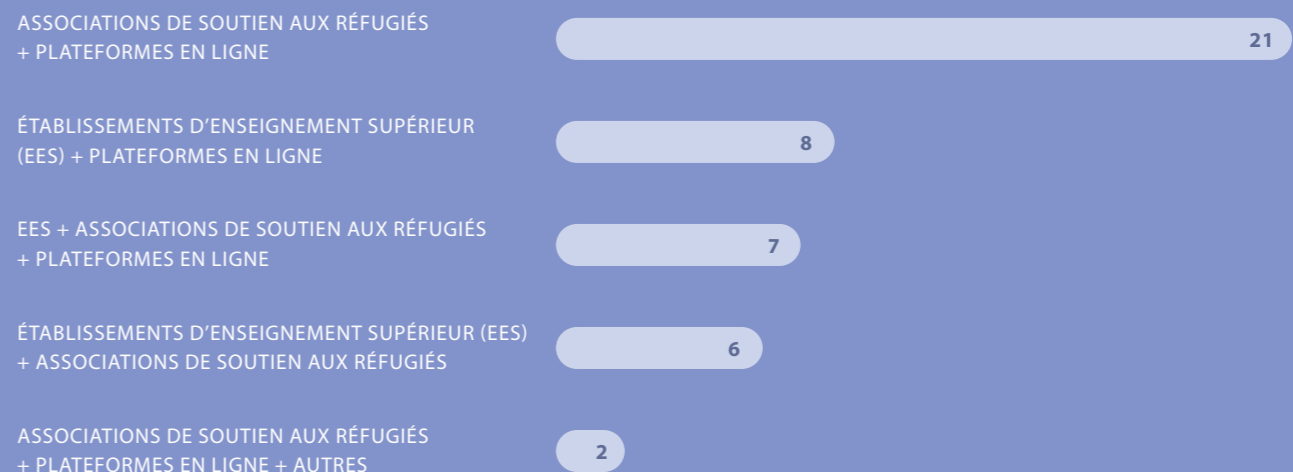 ASSOCIATIONS DE SOUTIEN AUX RÉFUGIÉS
+ PLATEFORMES EN LIGNE
21
ÉTABLISSEMENTS D’ENSEIGNEMENT SUPÉRIEUR
(EES) + PLATEFORMES EN LIGNE
8
EES + ASSOCIATIONS DE SOUTIEN AUX RÉFUGIÉS
+ PLATEFORMES EN LIGNE
7
ÉTABLISSEMENTS D’ENSEIGNEMENT SUPÉRIEUR (EES)
+ ASSOCIATIONS DE SOUTIEN AUX RÉFUGIÉS
6
ASSOCIATIONS DE SOUTIEN AUX RÉFUGIÉS
+ PLATEFORMES EN LIGNE + AUTRES
2